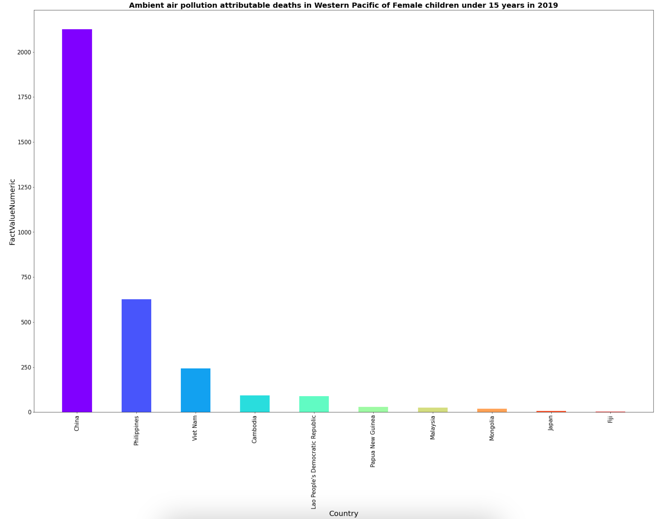 Ambient air pollution attributable deaths in Western Pacific of Female children under 15 years in 2019
FactValueNumeric
2000
1750
1500
1250
1000
750
500
250
0
China
Philippines
Viet Nam
Cambodia
Lao People's Democratic Republic
Papua New Guinea
Malaysia
Mongolia
Japan
Fiji
Country